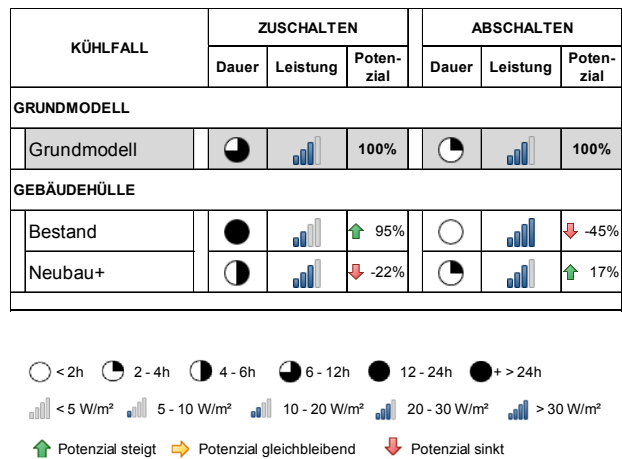 KÜHLFALL ZUSCHALTEN ABSCHALTEN
Dauer Leistung Poten-zial Dauer Leistung Poten-zial
GRUNDMODELL
Grundmodell 100% 100%
GEBÄUDEHÜLLE
Bestand 95% -45%
Neubau+ -22% 17%
< 2h 2 - 4h 4 - 6h 6 - 12h 12 - 24h + > 24h
< 5 W/m² 5 - 10 W/m² 10 - 20 W/m² 20 - 30 W/m² > 30 W/m²
Potenzial steigt Potenzial gleichbleibend Potenzial sinkt